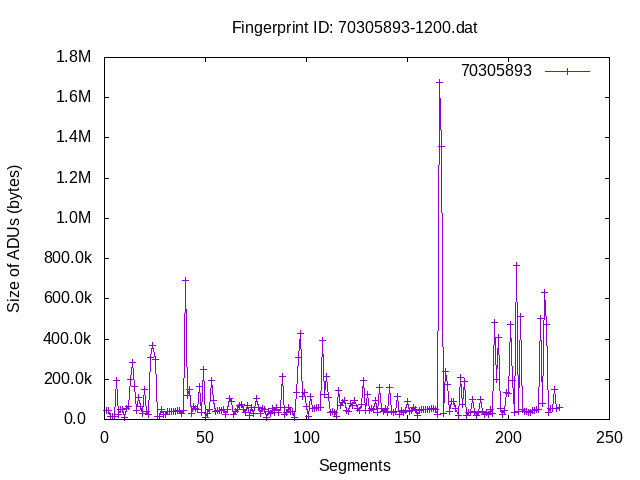 Fingerprint ID: 70305893-1200.dat
70305893
1.8M
1.6M
1.4M
1.2M
1.0M
800.0k
600.0k
400.0k
200.0k
0.0
Size of ADUs (bytes)
0 50 100 150 200 250
Segments